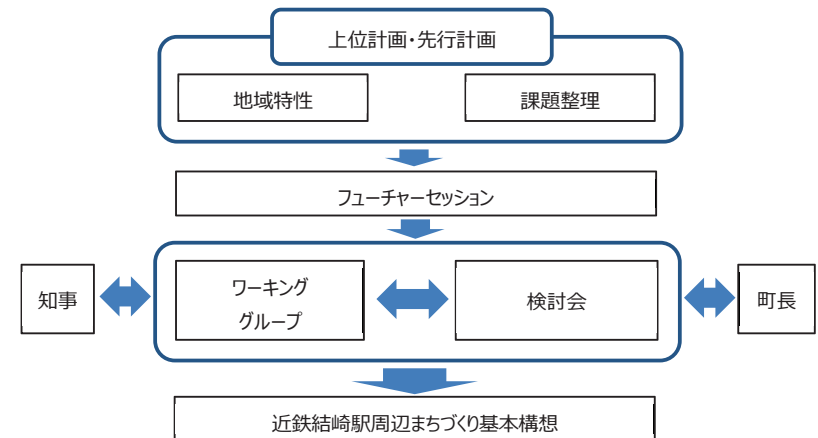 上位計画・先行計画
地域特性
課題整理
フューチャーセッション
知事
ワーキング
グループ
検討会
町長
近鉄結崎駅周辺まちづくり基本構想